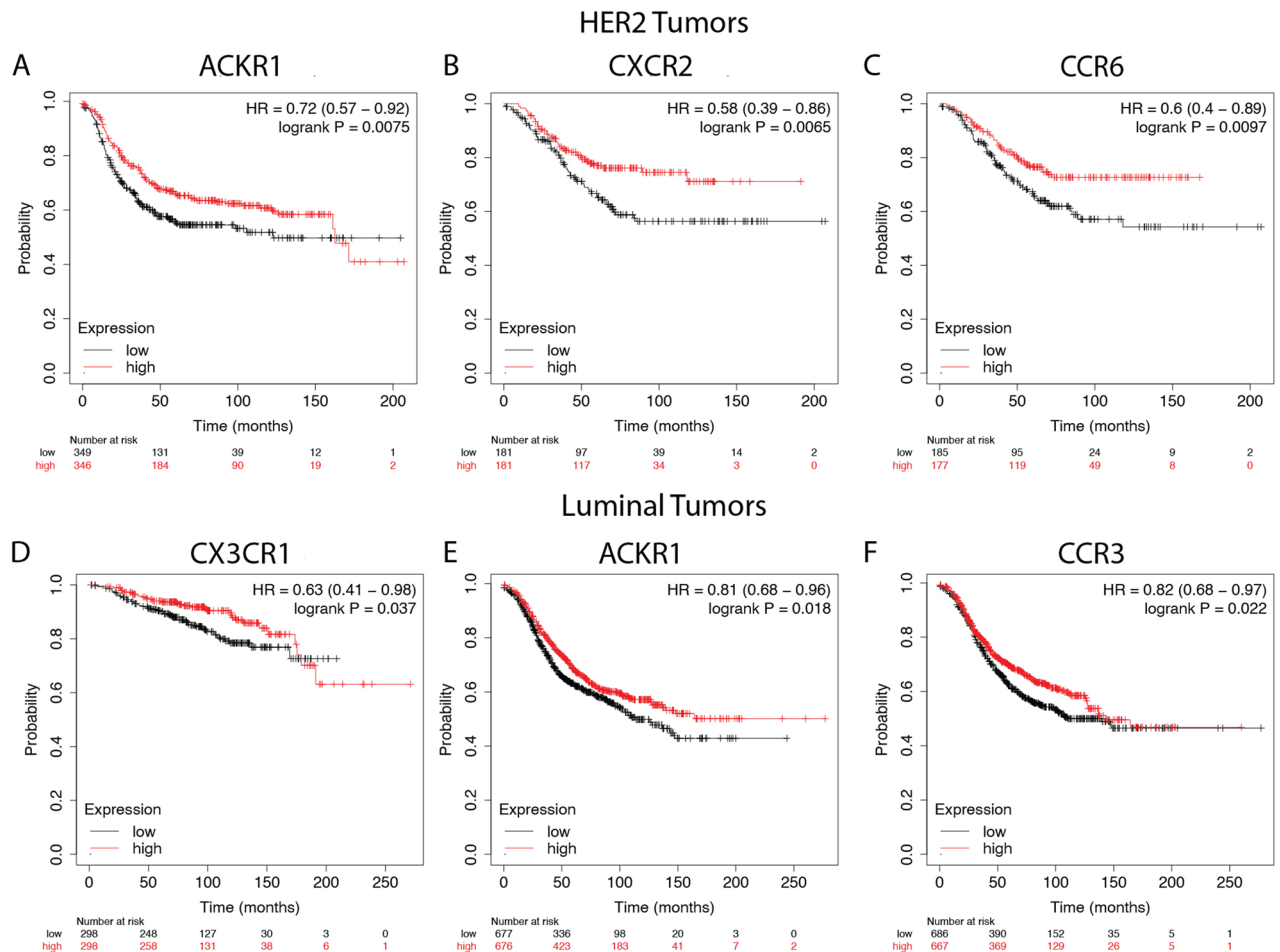 HER2 Tumors
A ACKR1
HR = 0.72 (0.57 – 0.92)
logrank P = 0.0075
Probability
1.0
0.8
0.6
0.4
0.2
0.0
Expression
low
high
0 50 100 150 200
Time (months)
Number at risk
low 349 131 39 12 1
high 346 184 90 19 2
B CXCR2
HR = 0.58 (0.39 – 0.86)
logrank P = 0.0065
Probability
1.0
0.8
0.6
0.4
0.2
0.0
Expression
low
high
0 50 100 150 200
Time (months)
Number at risk
low 181 97 39 14 2
high 181 117 34 3 0
C CCR6
HR = 0.6 (0.4 – 0.89)
logrank P = 0.0097
Probability
1.0
0.8
0.6
0.4
0.2
0.0
Expression
low
high
0 50 100 150 200
Time (months)
Number at risk
low 185 95 24 9 2
high 177 119 49 8 0
Luminal Tumors
D CX3CR1
HR = 0.63 (0.41 – 0.98)
logrank P = 0.037
Probability
1.0
0.8
0.6
0.4
0.2
0.0
Expression
low
high
0 50 100 150 200 250
Time (months)
Number at risk
low 298 248 127 30 3 0
high 298 258 131 38 6 1
E ACKR1
HR = 0.81 (0.68 – 0.96)
logrank P = 0.018
Probability
1.0
0.8
0.6
0.4
0.2
0.0
Expression
low
high
0 50 100 150 200 250
Time (months)
Number at risk
low 677 336 98 20 3 0
high 676 423 183 41 7 2
F CCR3
HR = 0.82 (0.68 – 0.97)
logrank P = 0.022
Probability
1.0
0.8
0.6
0.4
0.2
0.0
Expression
low
high
0 50 100 150 200 250
Time (months)
Number at risk
low 686 390 152 35 5 1
high 667 369 129 26 5 1